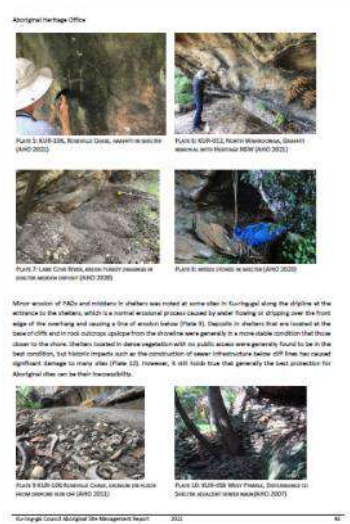 Aboriginal Heritage Office
PLATE 5: KUR-106, ROSEVILLE CHASE, GRAFFITI IN SHELTER
(AHO 2021)
PLATE 6: KUR-012, NORTH WAHROONGA, GRAFFITI
REMOVAL WITH HERITAGE NSW (AHO 2021)
PLATE 7: LANE COVE RIVER, BRUSH TURKEY DIGGINGS IN
SHELTER MIDDEN DEPOSIT (AHO 2020)
PLATE 8: STORED IN SHELTER (AHO 2020)
Minor erosion of PADs and middens in shelters was noted at some sites in Ku-ring-gai along the dripline at the
entrance to the shelters, which is a normal erosional process caused by water flowing or dripping over the front
edge of the overhang and causing a line of erosion below (Plate 9). Deposits in shelters that are located at the
base of cliffs and in rock outcrops upslope from the shoreline were generally in a more stable condition that those
closer to the shore. Shelters located in dense vegetation with no public access were generally found to be in the
best condition, but historic impacts such as the construction of sewer infrastructure below cliff lines has caused
significant damage to many sites (Plate 10). However, it still holds true that generally the best protection for
Aboriginal sites can be their inaccessibility.
PLATE 9 KUR-106 ROSEVILLE CHASE, EROSION ON FLOOR
FROM DRIPLINE RUN OFF (AHO 2011)
PLATE 10: KUR-058 WEST PYMBLE, DISTURBANCE TO
SHELTER ADJACENT SEWER MAIN (AHO 2007)
Ku-ring-gai Council Aboriginal Site Management Report 2021